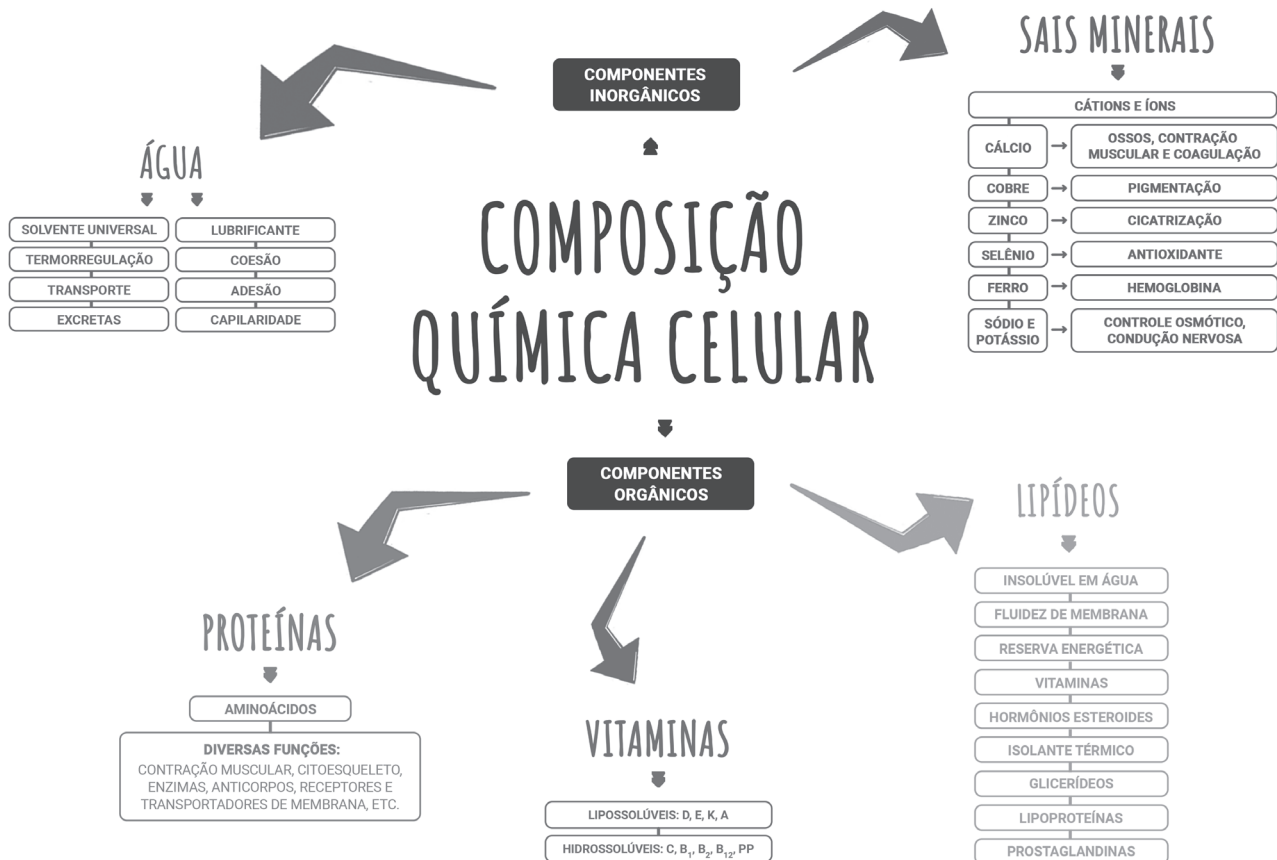 COMPONENTES
INORGÂNICOS
SAIS MINERAIS
CÁTIONS E ÍONS
CÁLCIO
OSSOS, CONTRAÇÃO
MUSCULAR E COAGULAÇÃO
COBRE
PIGMENTAÇÃO
ZINCO
CICATRIZAÇÃO
SELÊNIO
ANTIOXIDANTE
FERRO
HEMOGLOBINA
SÓDIO E
POTÁSSIO
CONTROLE OSMÓTICO,
CONDUÇÃO NERVOSA
ÁGUA
SOLVENTE UNIVERSAL
TERMORREGULAÇÃO
TRANSPORTE
EXCRETAS
LUBRIFICANTE
COESÃO
ADESÃO
CAPILARIDADE
COMPOSIÇÃO
QUÍMICA CELULAR
COMPONENTES
ORGÂNICOS
PROTEÍNAS
AMINOÁCIDOS
DIVERSAS FUNÇÕES:
CONTRAÇÃO MUSCULAR, CITOESQUELETO,
ENZIMAS, ANTICORPOS, RECEPTORES E
TRANSPORTADORES DE MEMBRANA, ETC.
VITAMINAS
LIPOSSOLÚVEIS: D, E, K, A
HIDROSSOLÚVEIS: C, B₁, B₂, B₁₂, PP
LIPÍDEOS
INSOLÚVEL EM ÁGUA
FLUIDEZ DE MEMBRANA
RESERVA ENERGÉTICA
VITAMINAS
HORMÔNIOS ESTEROIDES
ISOLANTE TÉRMICO
GLICERÍDEOS
LIPOPROTEÍNAS
PROSTAGLANDINAS